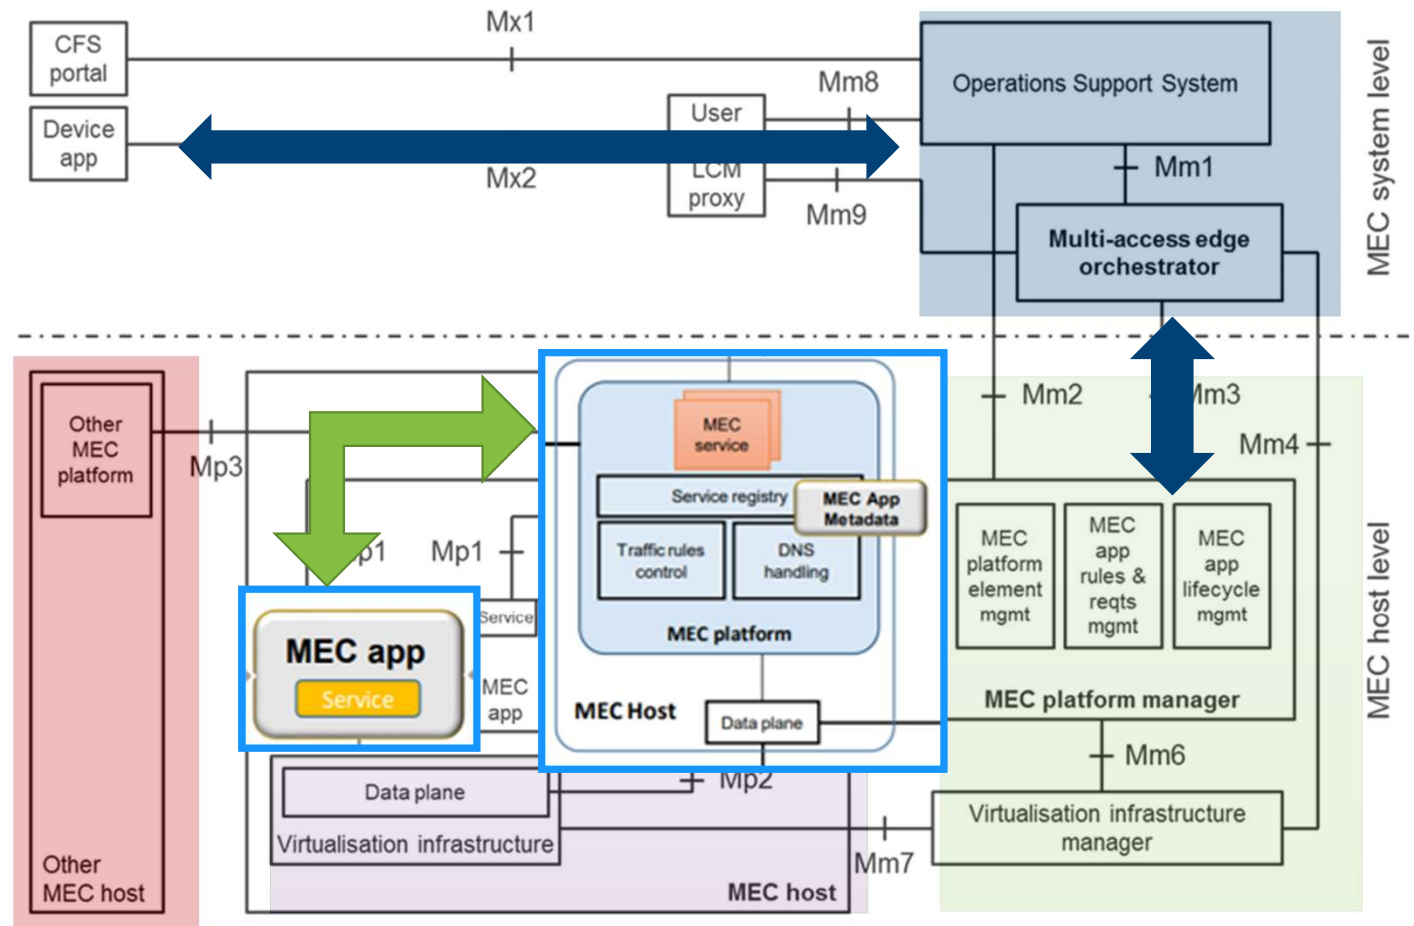 CFS
portal
Mx1
Operations Support System
MEC system level
Device
app
Mm8
User
Mx2
LCM
proxy
Mm9
Mm1
Multi-access edge
orchestrator
Other
MEC
platform
Mp3
Mp1
MEC
service
Service registry
MEC App
Metadata
Traffic rules
control
DNS
handling
MEC platform
MEC Host
Data plane
Mm2
Mm3
Mm4
MEC
platform
element
mgmt
MEC
app
rules &
reqts
mgmt
MEC
app
lifecycle
mgmt
MEC platform manager
MEC host level
MEC app
Service
Service
MEC
app
Data plane
Virtualisation infrastructure
Mp2
Mm6
Virtualisation infrastructure
manager
Mm7
MEC host
Other
MEC host